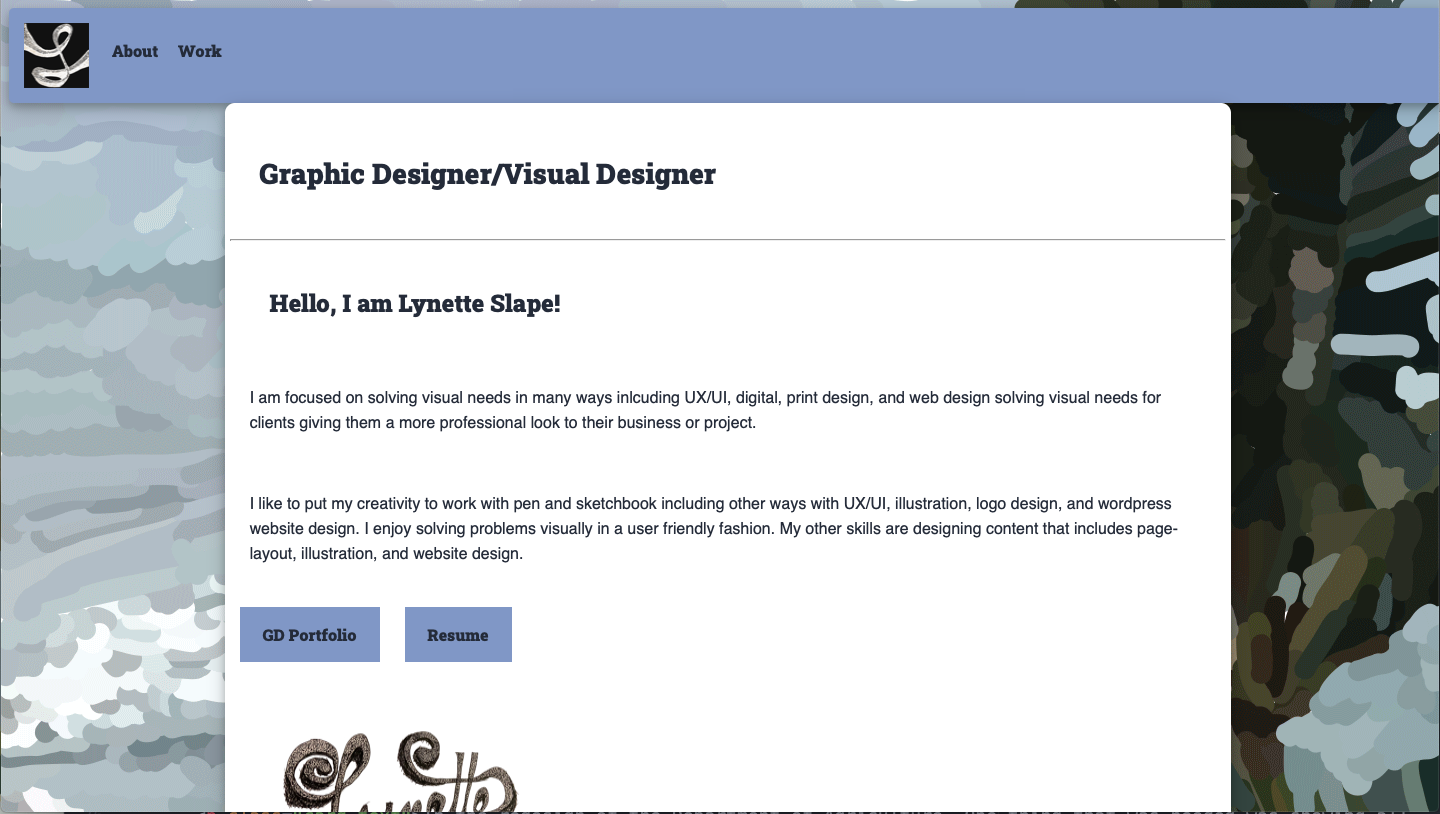 About Work
Graphic Designer/Visual Designer
Hello, I am Lynette Slape!
I am focused on solving visual needs in many ways inlcuding UX/UI, digital, print design, and web design solving visual needs for
clients giving them a more professional look to their business or project.
I like to put my creativity to work with pen and sketchbook including other ways with UX/UI, illustration, logo design, and wordpress
website design. I enjoy solving problems visually in a user friendly fashion. My other skills are designing content that includes page-
layout, illustration, and website design.
GD Portfolio Resume
Lynette